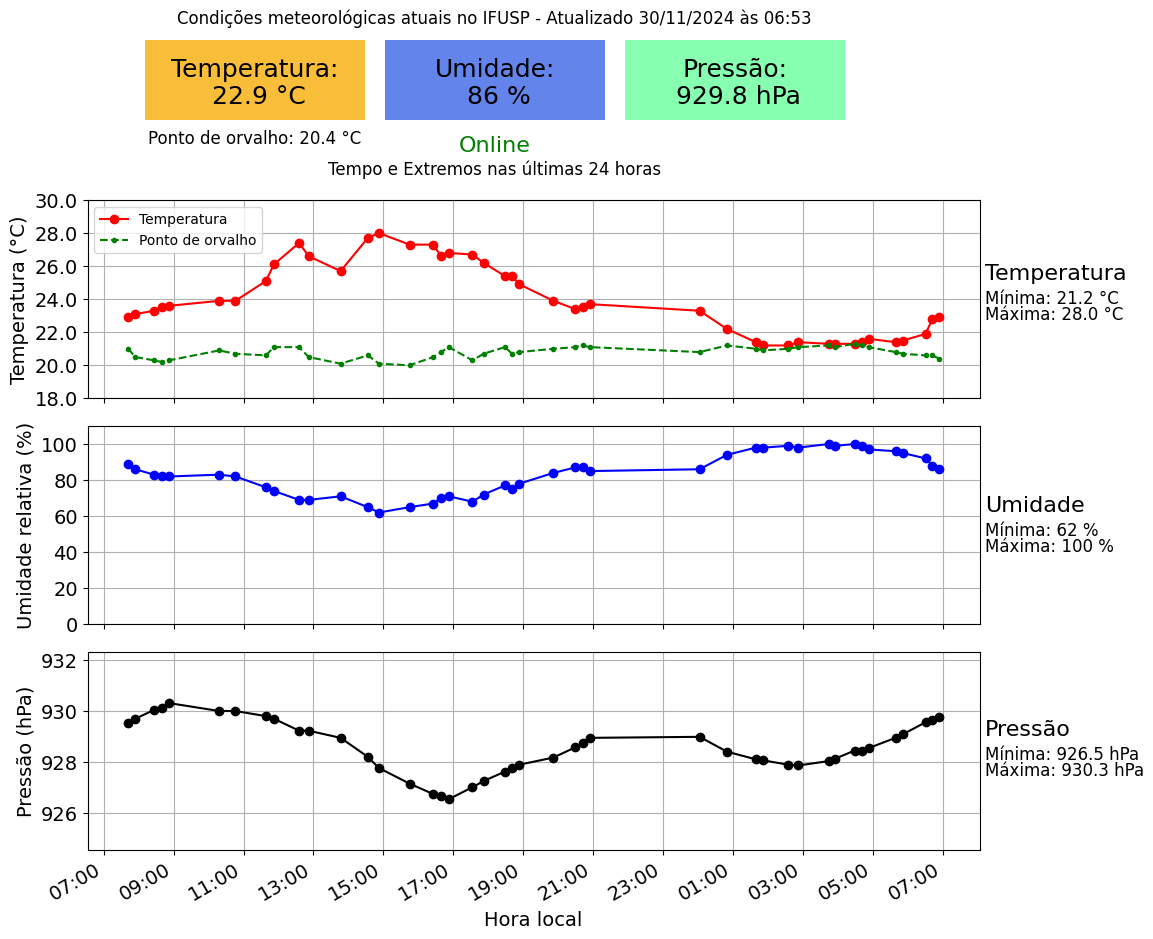 Condições meteorológicas atuais no IFUSP - Atualizado 30/11/2024 às 06:53
Temperatura:
22.9 °C
Umidade:
86 %
Pressão:
929.8 hPa
Ponto de orvalho: 20.4 °C
Online
Tempo e Extremos nas últimas 24 horas
Temperatura (°C)
30.0
28.0
26.0
24.0
22.0
20.0
18.0
Temperatura
Ponto de orvalho
Temperatura
Mínima: 21.2 °C
Máxima: 28.0 °C
Umidade relativa (%)
100
80
60
40
20
0
Umidade
Mínima: 62 %
Máxima: 100 %
Pressão (hPa)
932
930
928
926
Pressão
Mínima: 926.5 hPa
Máxima: 930.3 hPa
07:00
09:00
11:00
13:00
15:00
17:00
19:00
21:00
23:00
01:00
03:00
05:00
07:00
Hora local